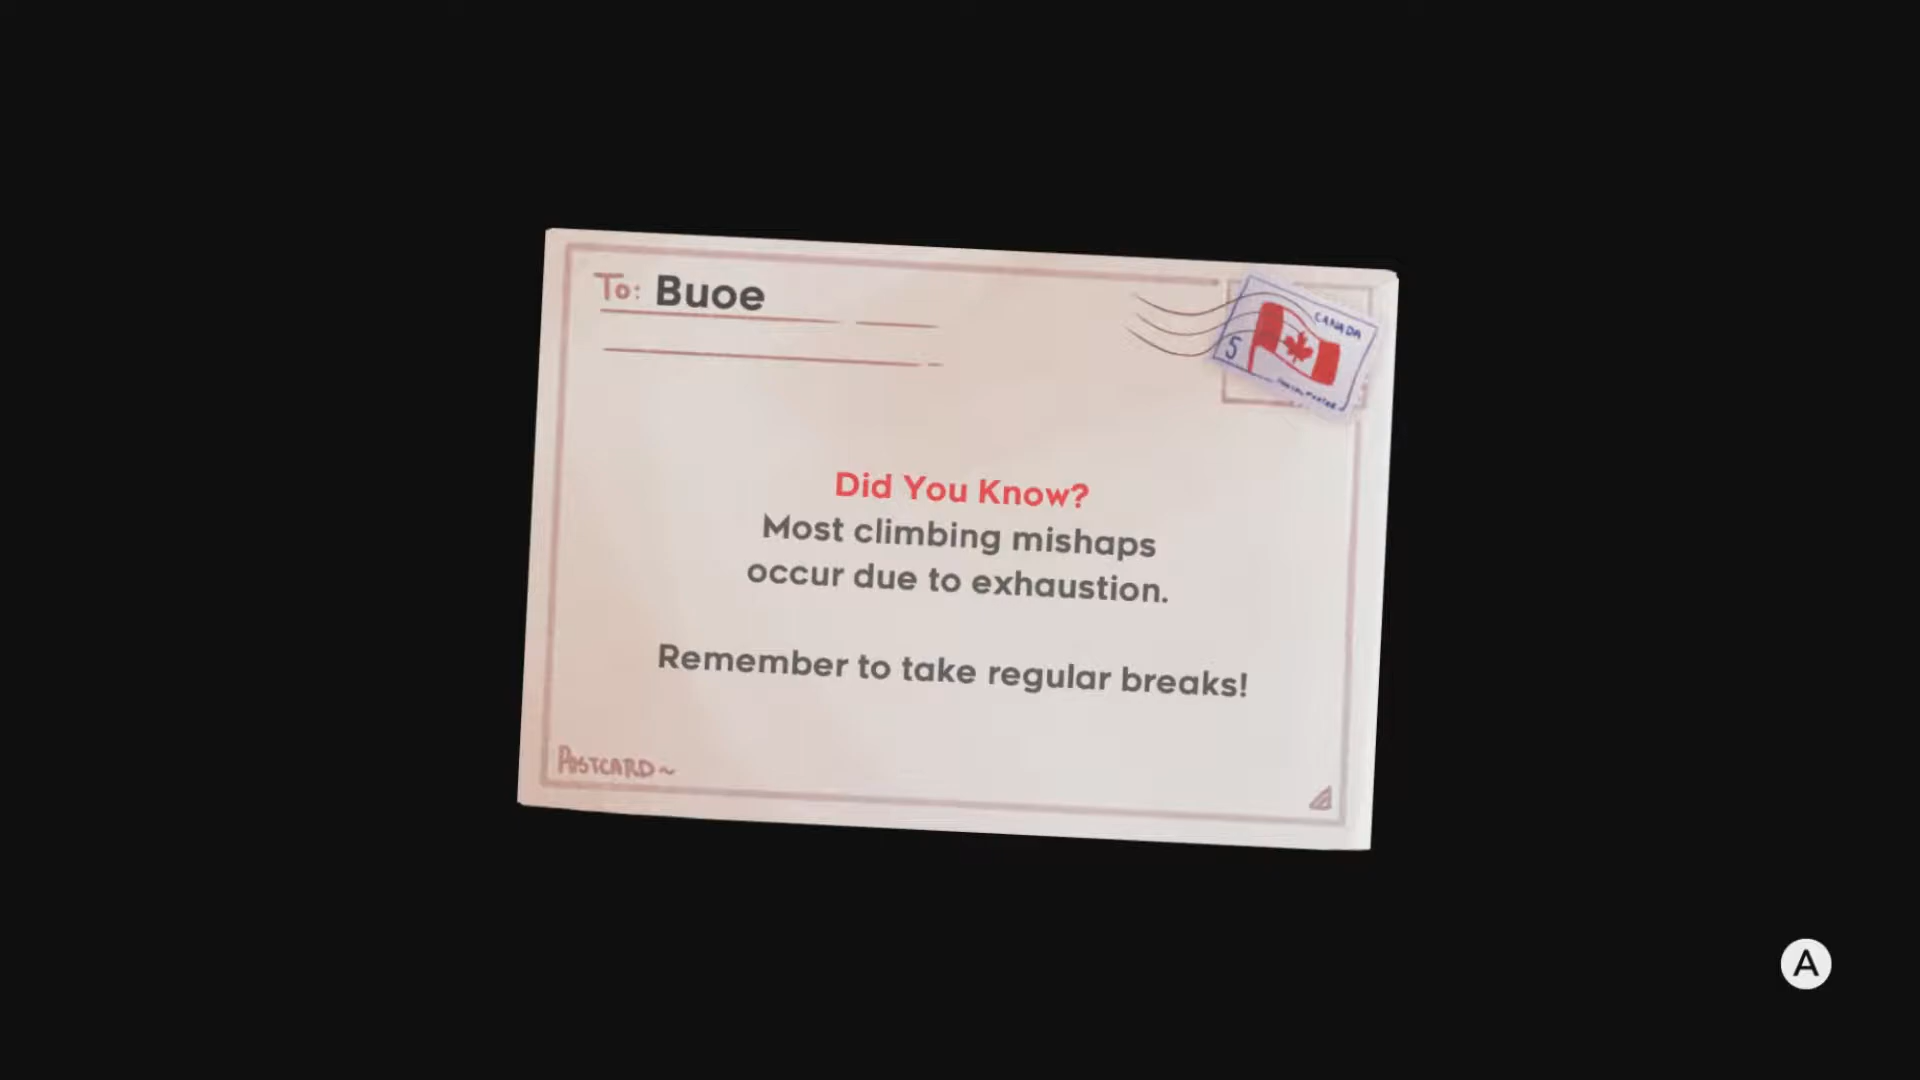 To: Buoe
CANADA
5
Did You Know?
Most climbing mishaps
occur due to exhaustion.
Remember to take regular breaks!
POSTCARD~
A